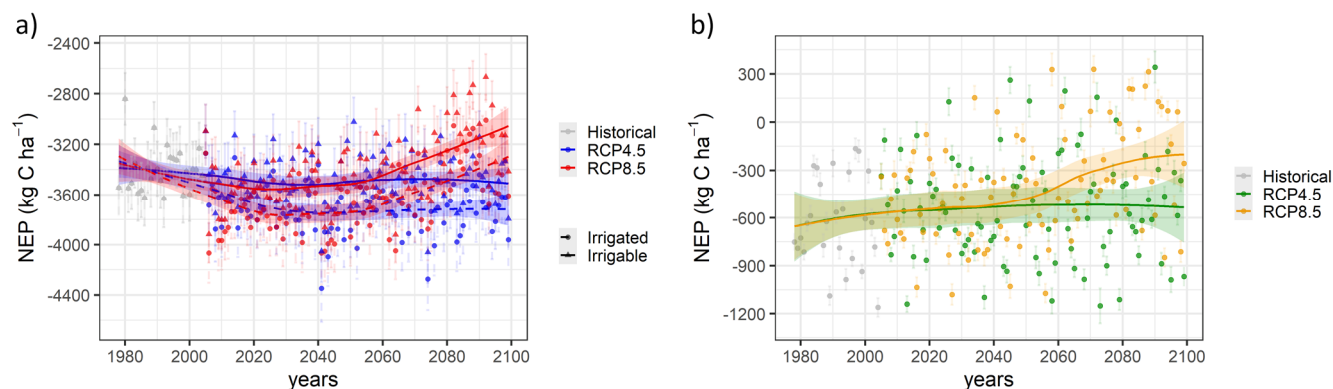 a)
NEP (kg C ha⁻¹)
-2400
-2800
-3200
-3600
-4000
-4400
1980 2000 2020 2040 2060 2080 2100
years
Historical
RCP4.5
RCP8.5
Irrigated
Irrigable
b)
NEP (kg C ha⁻¹)
300
0
-300
-600
-900
-1200
1980 2000 2020 2040 2060 2080 2100
years
Historical
RCP4.5
RCP8.5